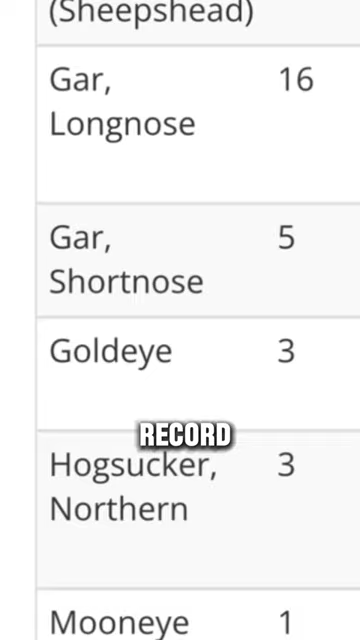 (Sheepshead)
Gar, 16
Longnose
Gar, 5
Shortnose
Goldeye 3
RECORD
Hogsucker, 3
Northern
Mooneye 1